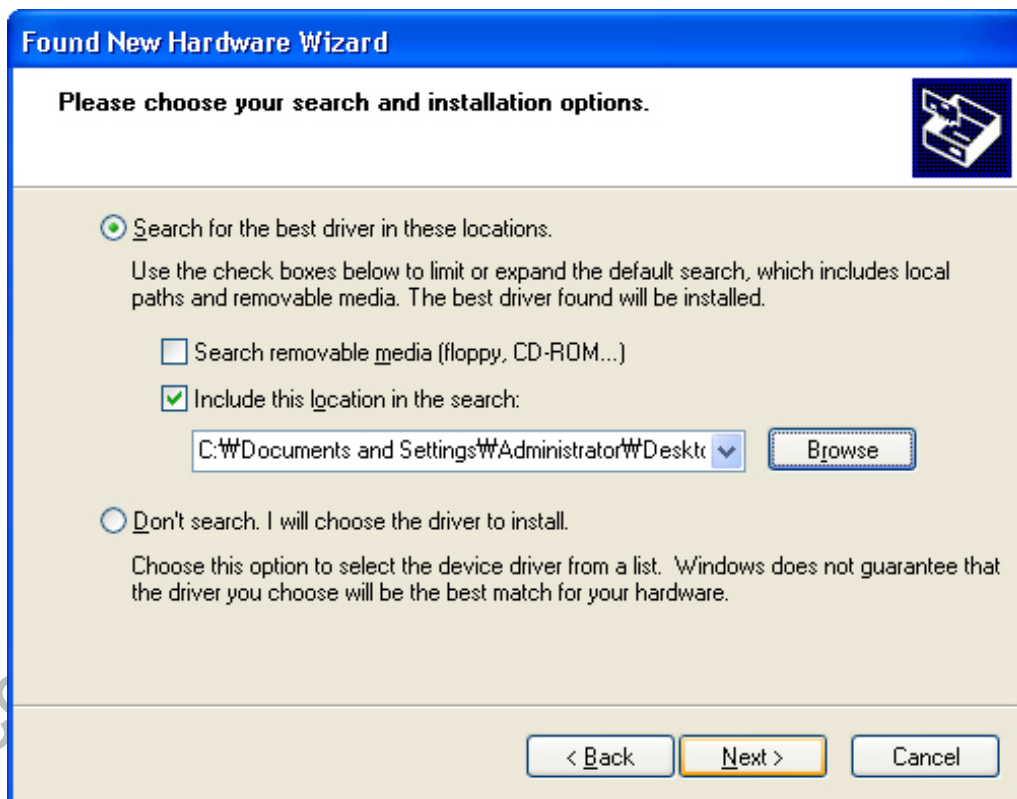 Found New Hardware Wizard
Please choose your search and installation options.
Search for the best driver in these locations.
Use the check boxes below to limit or expand the default search, which includes local
paths and removable media. The best driver found will be installed.
Search removable media (floppy, CD-ROM...)
Include this location in the search:
C:₩Documents and Settings₩Administrator₩Deskto
Browse
Don't search. I will choose the driver to install.
Choose this option to select the device driver from a list.  Windows does not guarantee that
the driver you choose will be the best match for your hardware.
< Back
Next >
Cancel